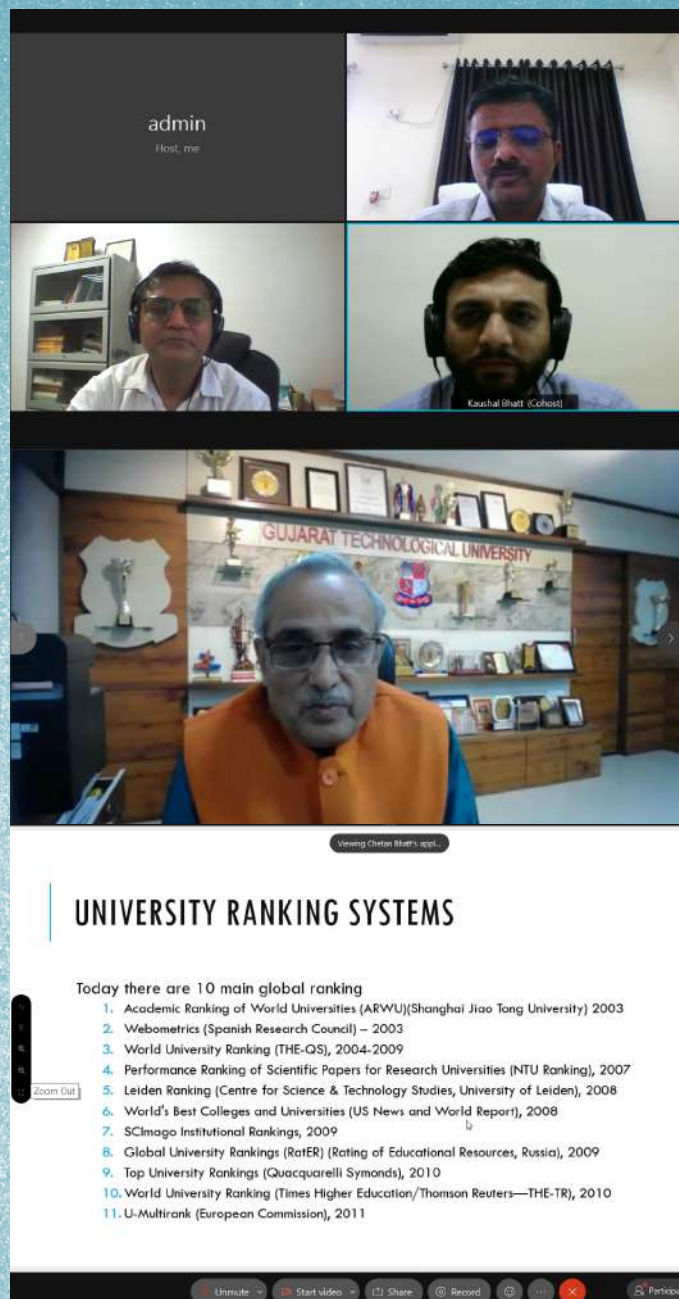 admin
Host, me
Kaushal Bhatt (Cohost)
GUJARAT TECHNOLOGICAL UNIVERSITY
Viewing Chetan Bhatt's appl...
UNIVERSITY RANKING SYSTEMS
Today there are 10 main global ranking
1. Academic Ranking of World Universities (ARWU)(Shanghai Jiao Tong University) 2003
2. Webometrics (Spanish Research Council) – 2003
3. World University Ranking (THE-QS), 2004-2009
4. Performance Ranking of Scientific Papers for Research Universities (NTU Ranking), 2007
5. Leiden Ranking (Centre for Science & Technology Studies, University of Leiden), 2008
Zoom Out
6. World's Best Colleges and Universities (US News and World Report), 2008
7. SCImago Institutional Rankings, 2009
8. Global University Rankings (RatER) (Rating of Educational Resources, Russia), 2009
9. Top University Rankings (Quacquarelli Symonds), 2010
10. World University Ranking (Times Higher Education/Thomson Reuters—THE-TR), 2010
11. U-Multirank (European Commission), 2011
Unmute Start video Share Record Participa